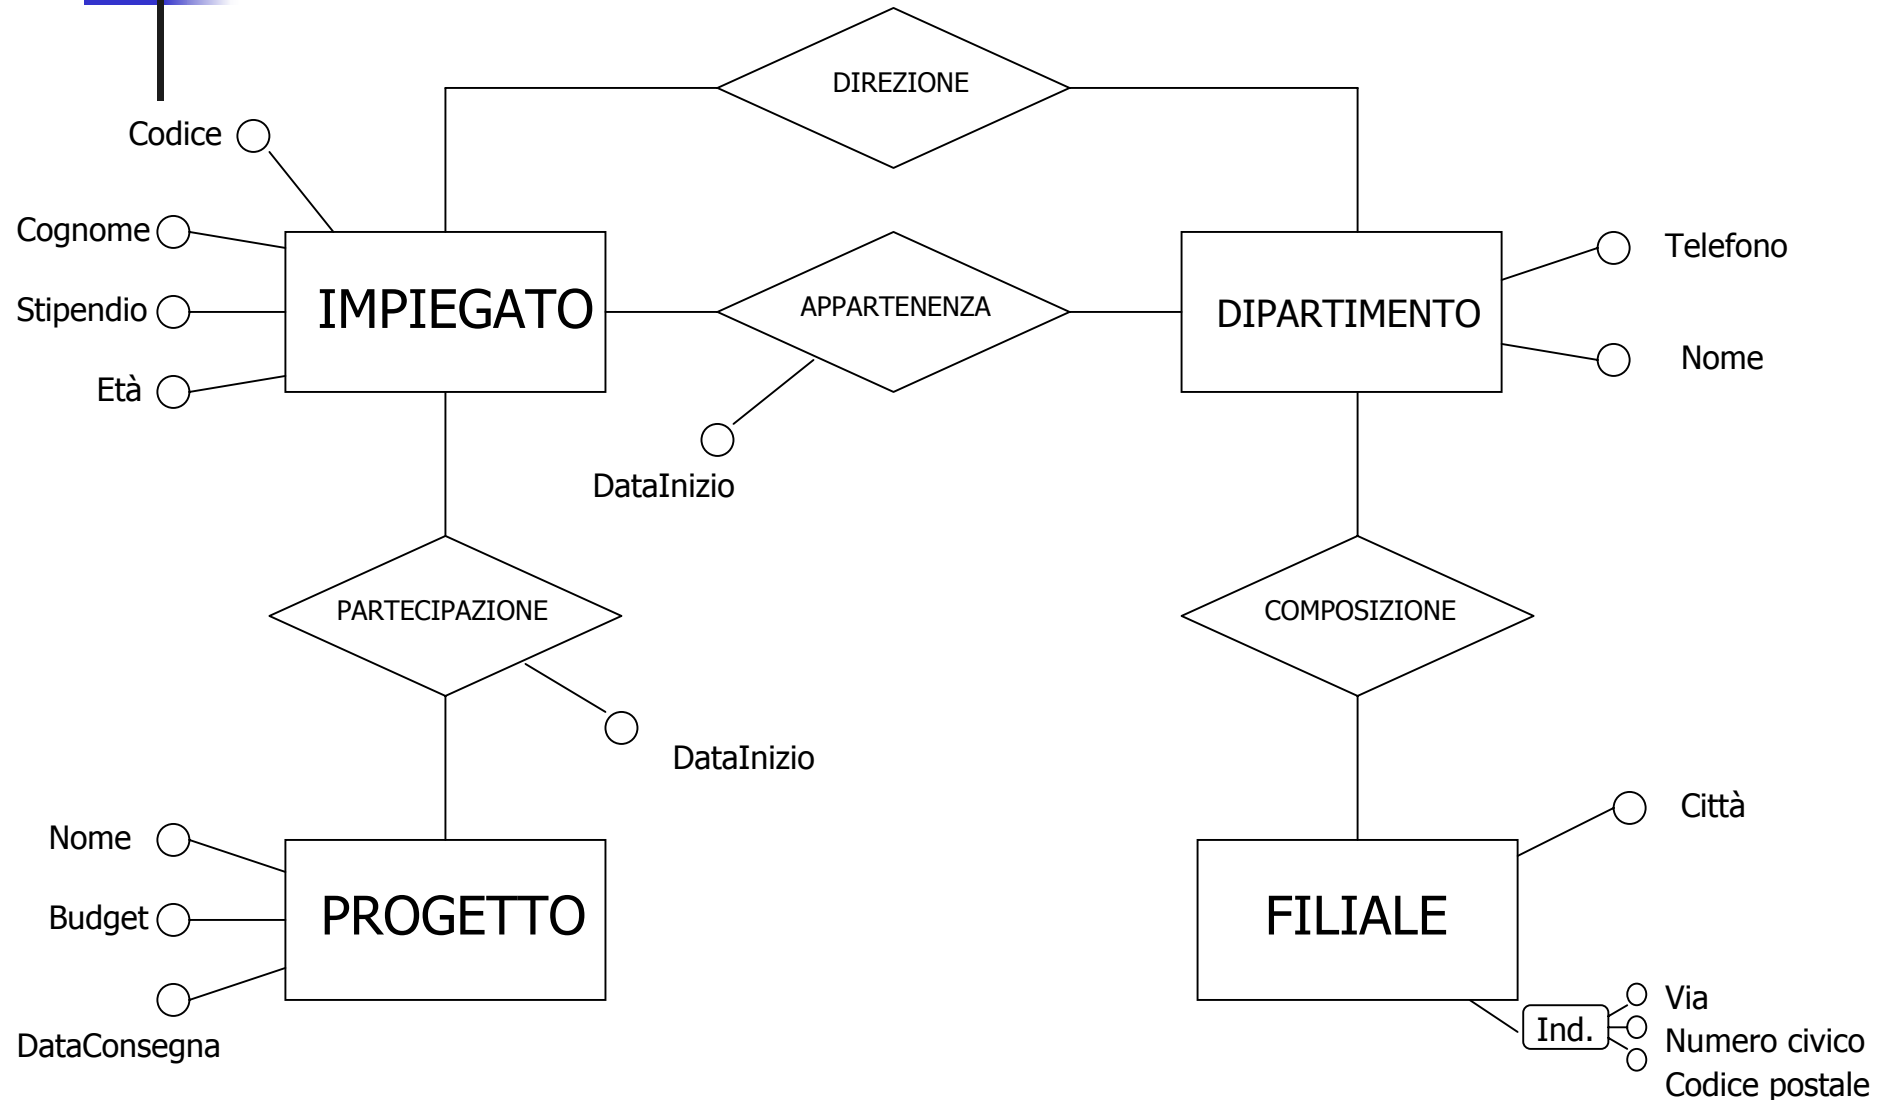 DIREZIONE
Codice
Cognome
Telefono
Stipendio
IMPIEGATO
APPARTENENZA
DIPARTIMENTO
Nome
Età
DataInizio
PARTECIPAZIONE
COMPOSIZIONE
DataInizio
Città
Nome
Budget
PROGETTO
FILIALE
Via
Ind.
Numero civico
DataConsegna
Codice postale